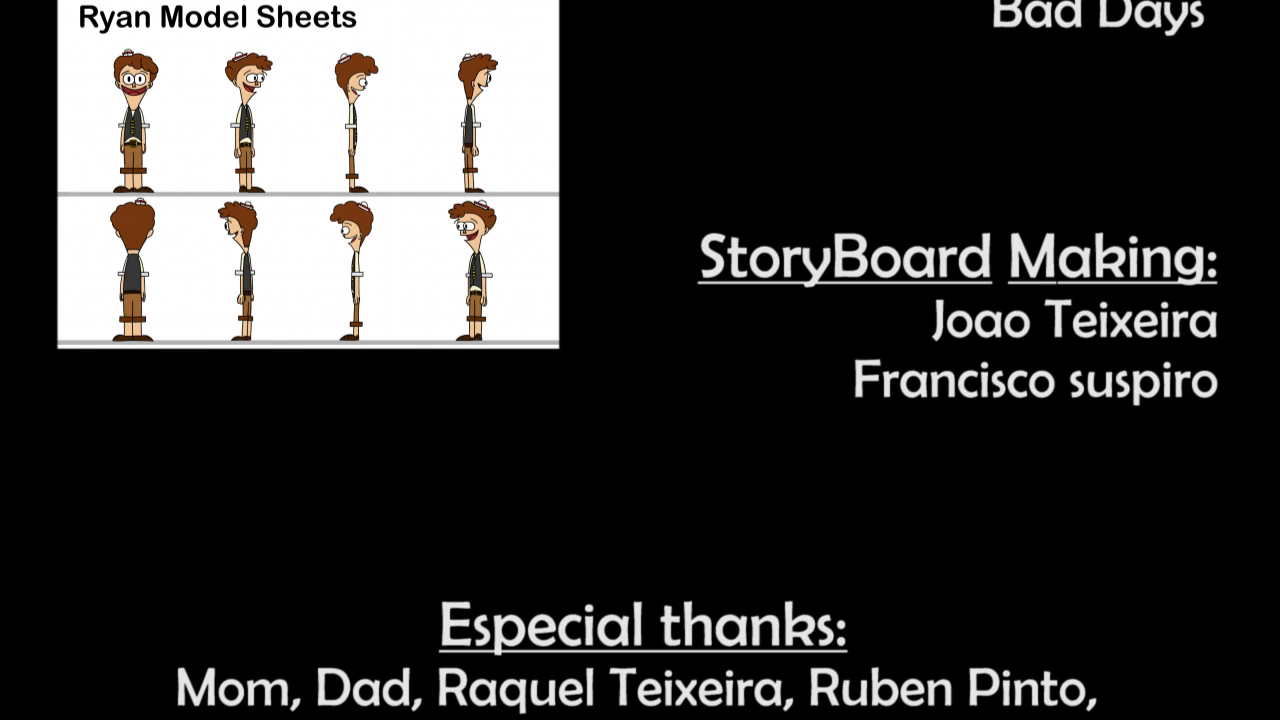 Ryan Model Sheets
Bad Days
StoryBoard Making:
Joao Teixeira
Francisco suspiro
Especial thanks:
Mom, Dad, Raquel Teixeira, Ruben Pinto,